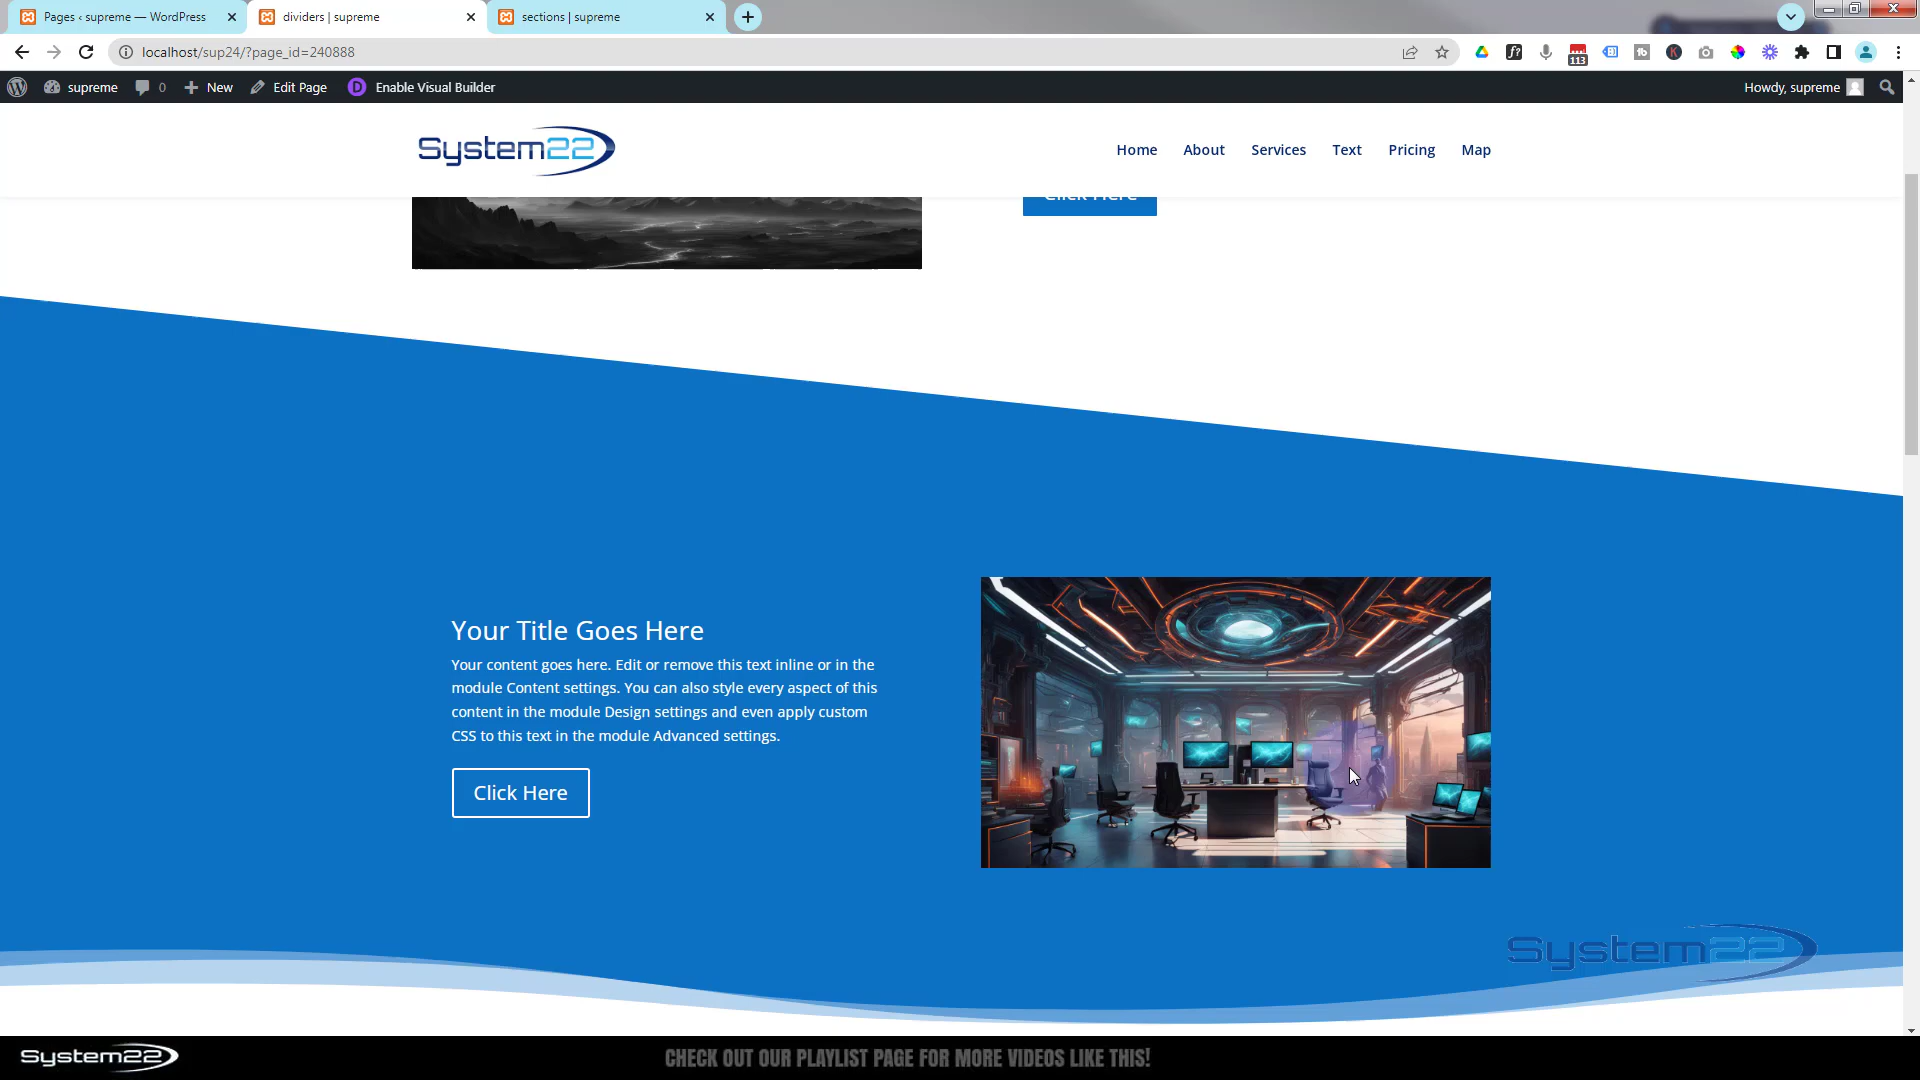 Pages ‹ supreme — WordPress
dividers | supreme
sections | supreme
localhost/sup24/?page_id=240888
113
supreme
0
New
Edit Page
Enable Visual Builder
Howdy, supreme
System22
Home
About
Services
Text
Pricing
Map
Click Here
Your Title Goes Here
Your content goes here. Edit or remove this text inline or in the
module Content settings. You can also style every aspect of this
content in the module Design settings and even apply custom
CSS to this text in the module Advanced settings.
Click Here
System22
System22
CHECK OUT OUR PLAYLIST PAGE FOR MORE VIDEOS LIKE THIS!